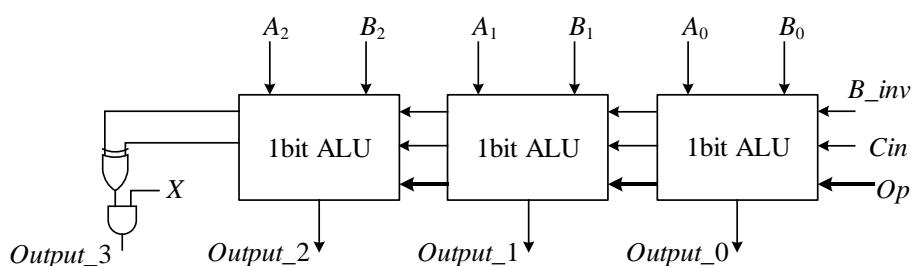 A₂ B₂ A₁ B₁ A₀ B₀
B_inv
1bit ALU 1bit ALU 1bit ALU Cin
X Op
Output_3 Output_2 Output_1 Output_0